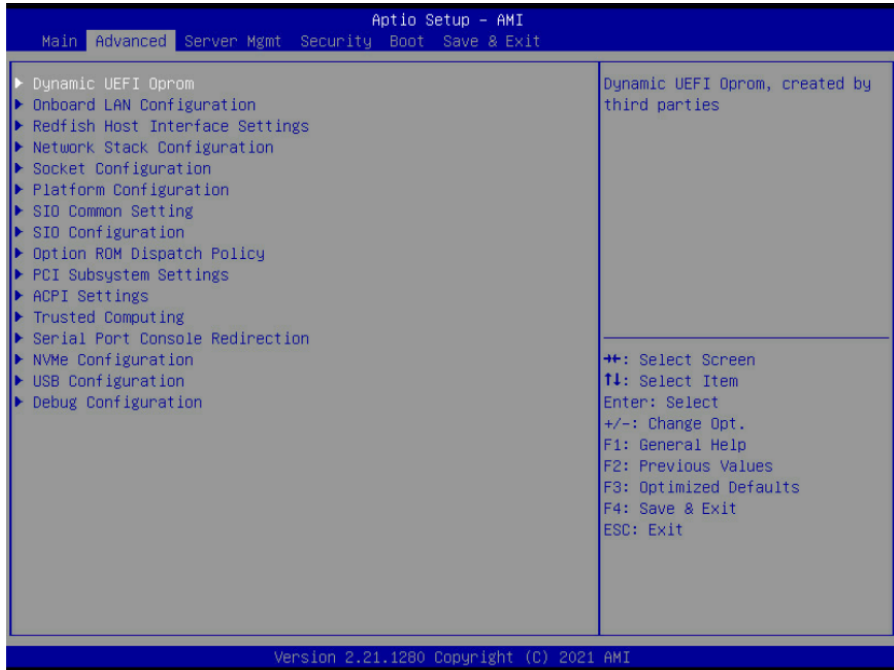 Aptio Setup - AMI
Main Advanced Server Mgmt Security Boot Save & Exit
Dynamic UEFI Oprom
Onboard LAN Configuration
Redfish Host Interface Settings
Network Stack Configuration
Socket Configuration
Platform Configuration
SIO Common Setting
SIO Configuration
Option ROM Dispatch Policy
PCI Subsystem Settings
ACPI Settings
Trusted Computing
Serial Port Console Redirection
NVMe Configuration
USB Configuration
Debug Configuration
Dynamic UEFI Oprom, created by
third parties
→←: Select Screen
↑↓: Select Item
Enter: Select
+/-: Change Opt.
F1: General Help
F2: Previous Values
F3: Optimized Defaults
F4: Save & Exit
ESC: Exit
Version 2.21.1280 Copyright (C) 2021 AMI